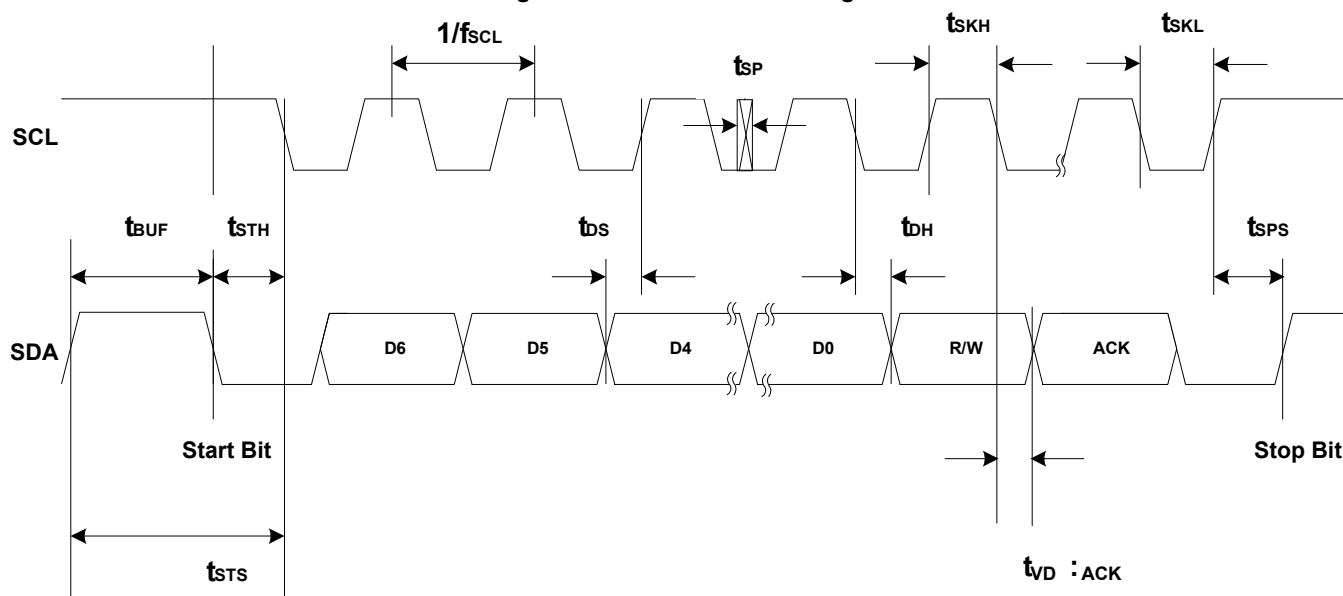 tSKH
tSKL
1/fSCL
tSP
SCL
tBUF
tSTH
tDS
tDH
tSPS
SDA
D6
D5
D4
D0
R/W
ACK
Start Bit
Stop Bit
tSTS
tVD :ACK